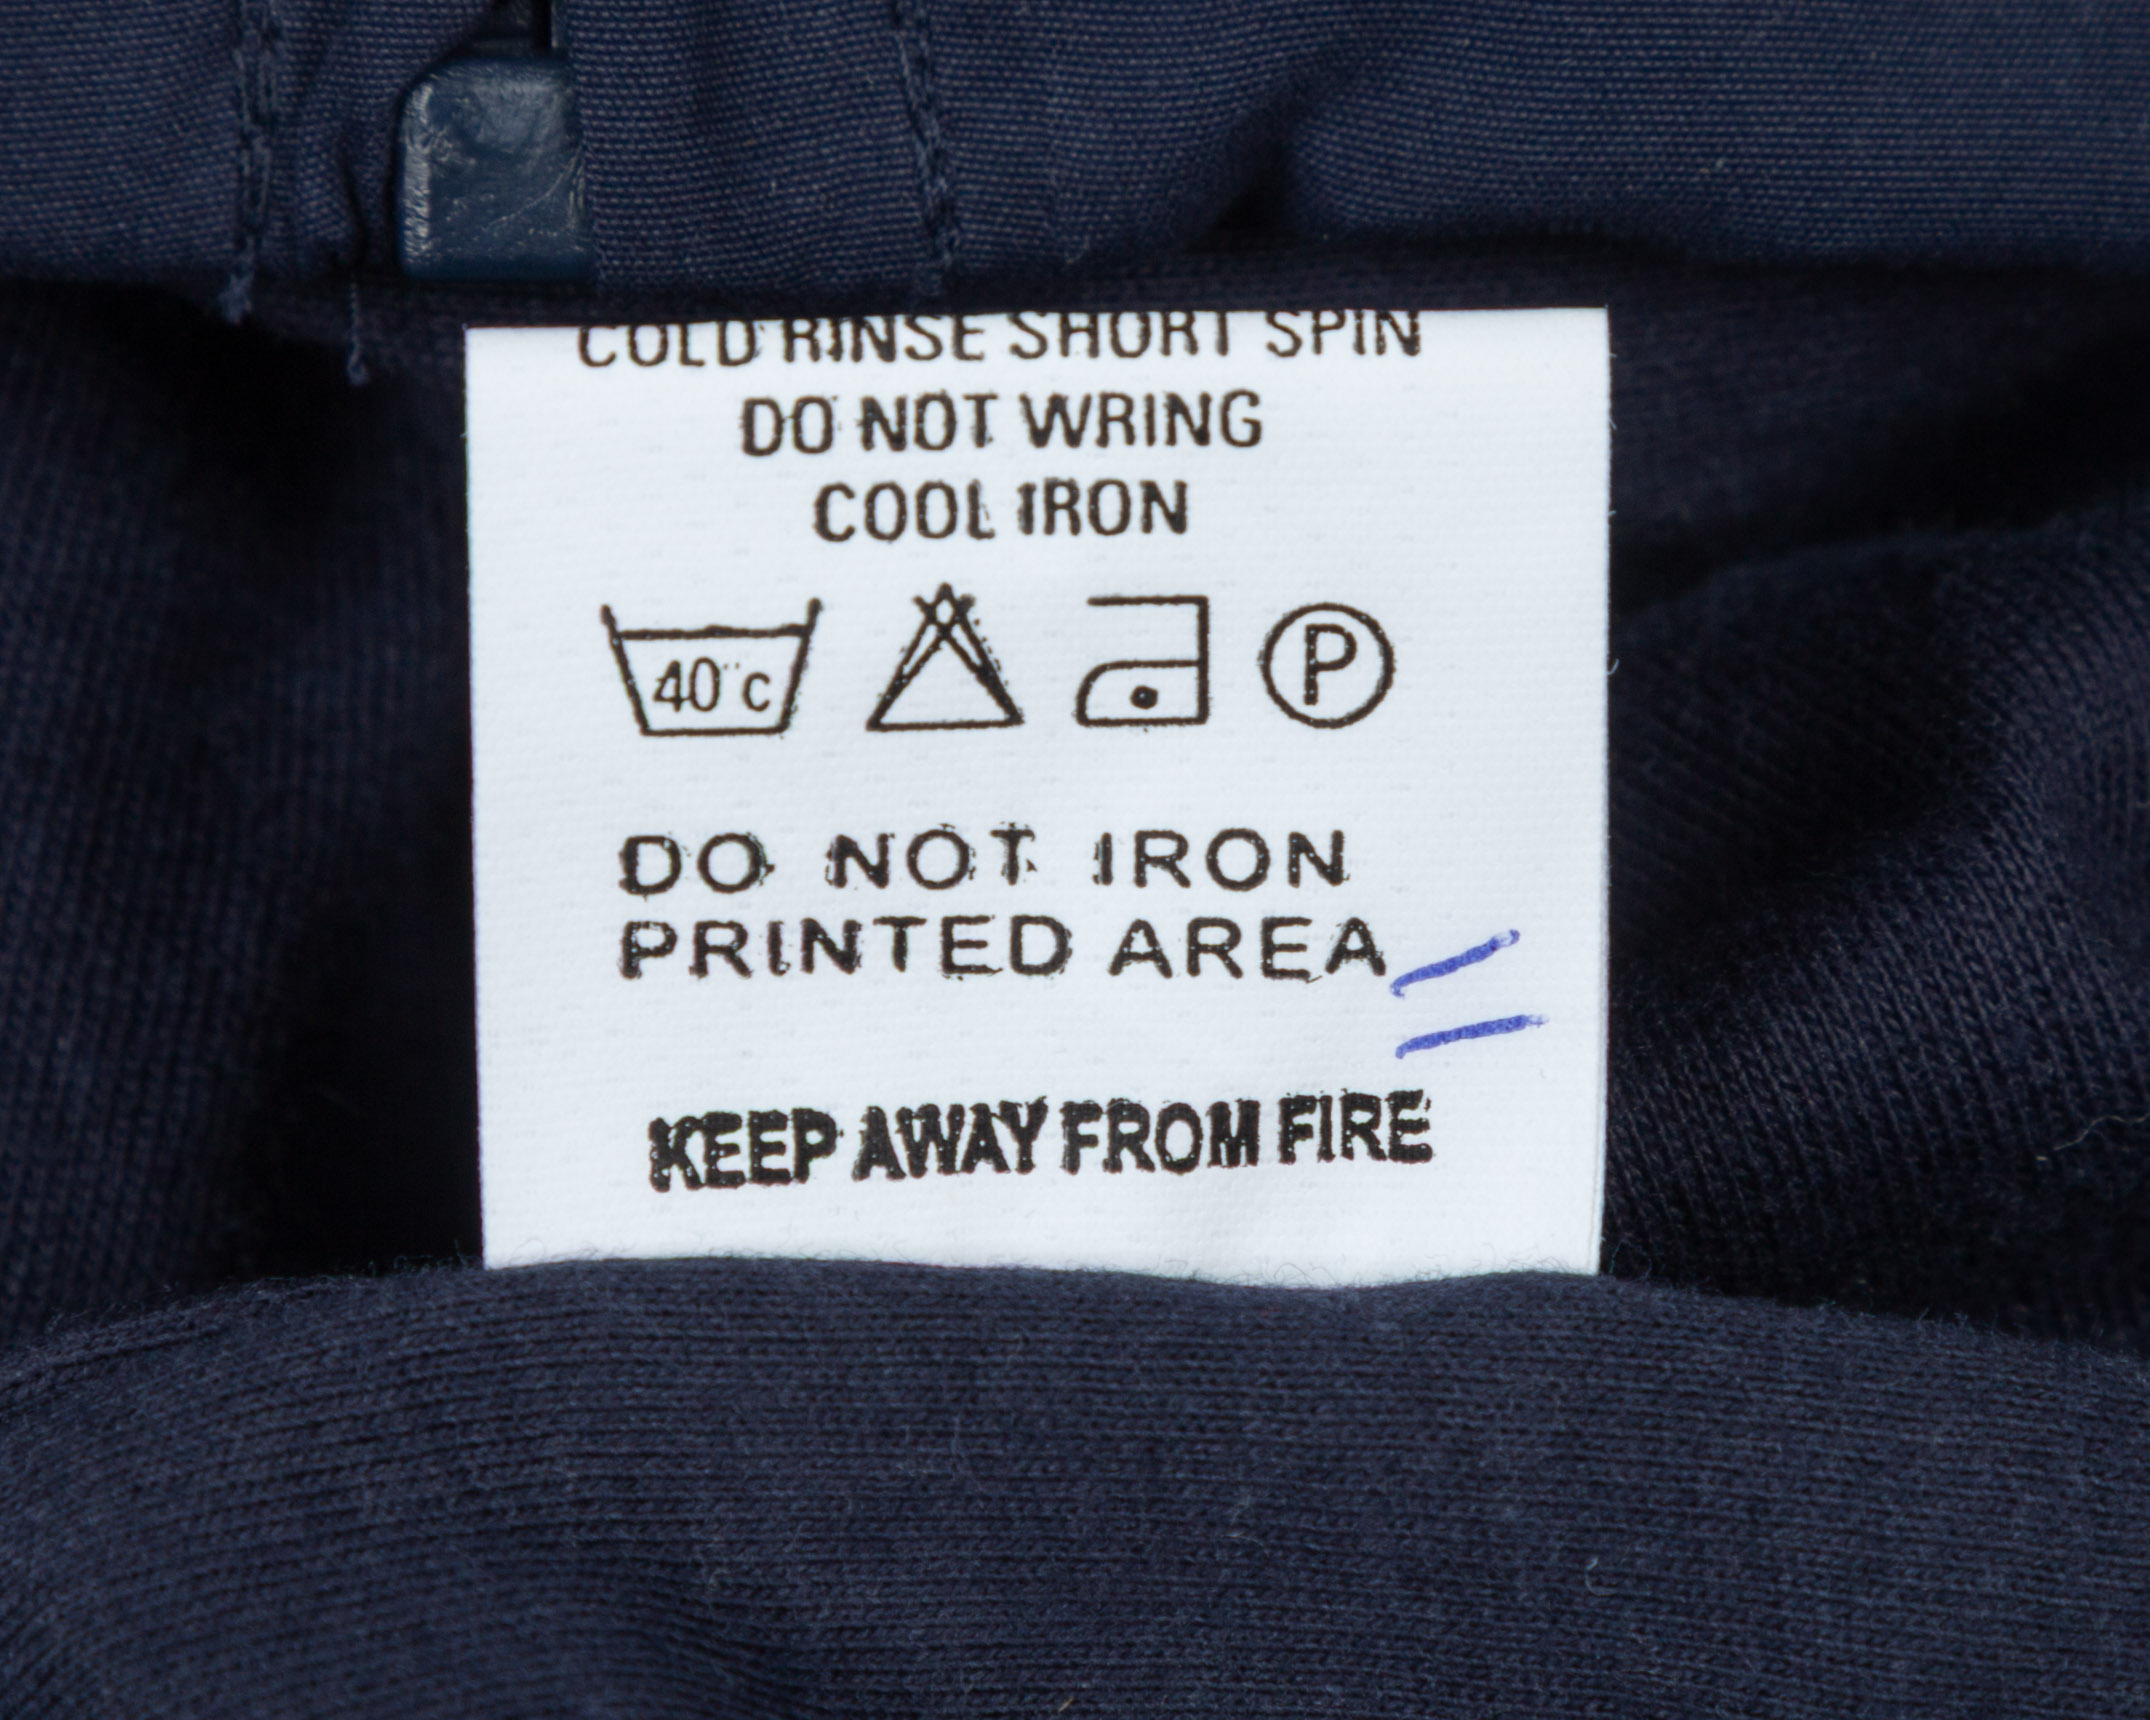 COLD RINSE SHORT SPIN
DO NOT WRING
COOL IRON
40°C P
DO NOT IRON
PRINTED AREA
KEEP AWAY FROM FIRE